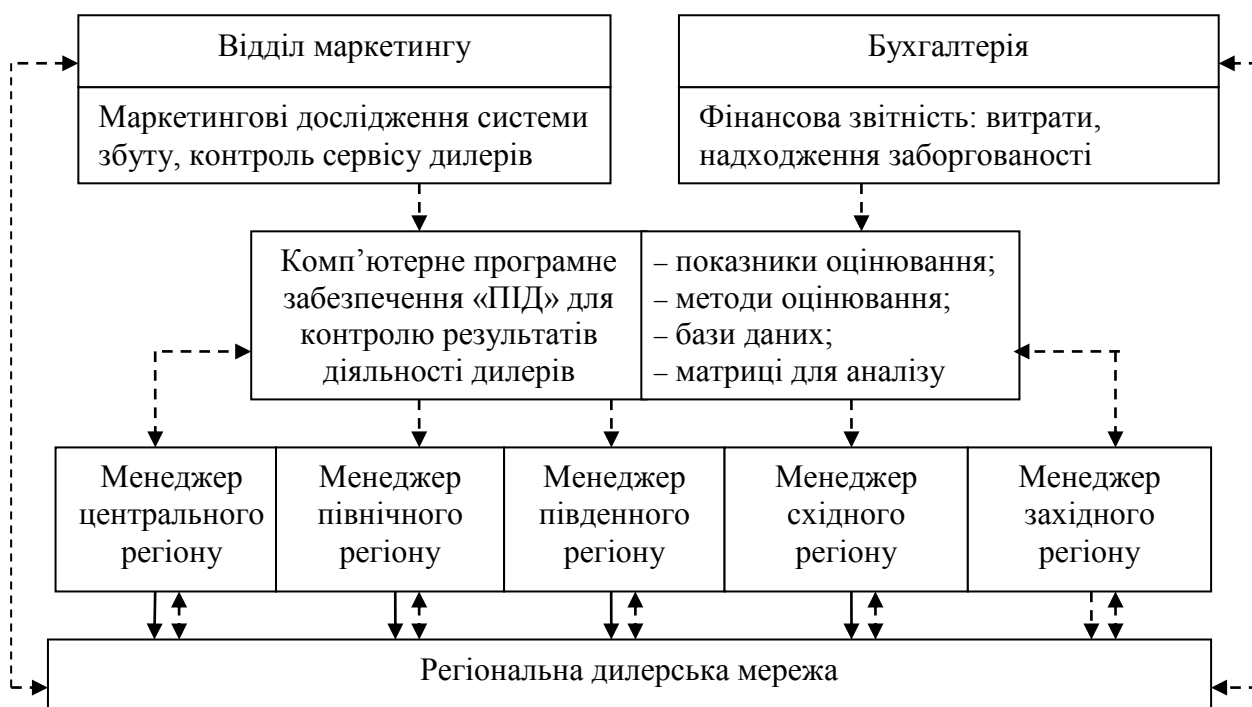 Відділ маркетингу
Маркетингові дослідження системи
збуту, контроль сервісу дилерів
Бухгалтерія
Фінансова звітність: витрати,
надходження заборгованості
Комп’ютерне програмне
забезпечення «ПІД» для
контролю результатів
діяльності дилерів
– показники оцінювання;
– методи оцінювання;
– бази даних;
– матриці для аналізу
Менеджер
центрального
регіону
Менеджер
північного
регіону
Менеджер
південного
регіону
Менеджер
східного
регіону
Менеджер
західного
регіону
Регіональна дилерська мережа